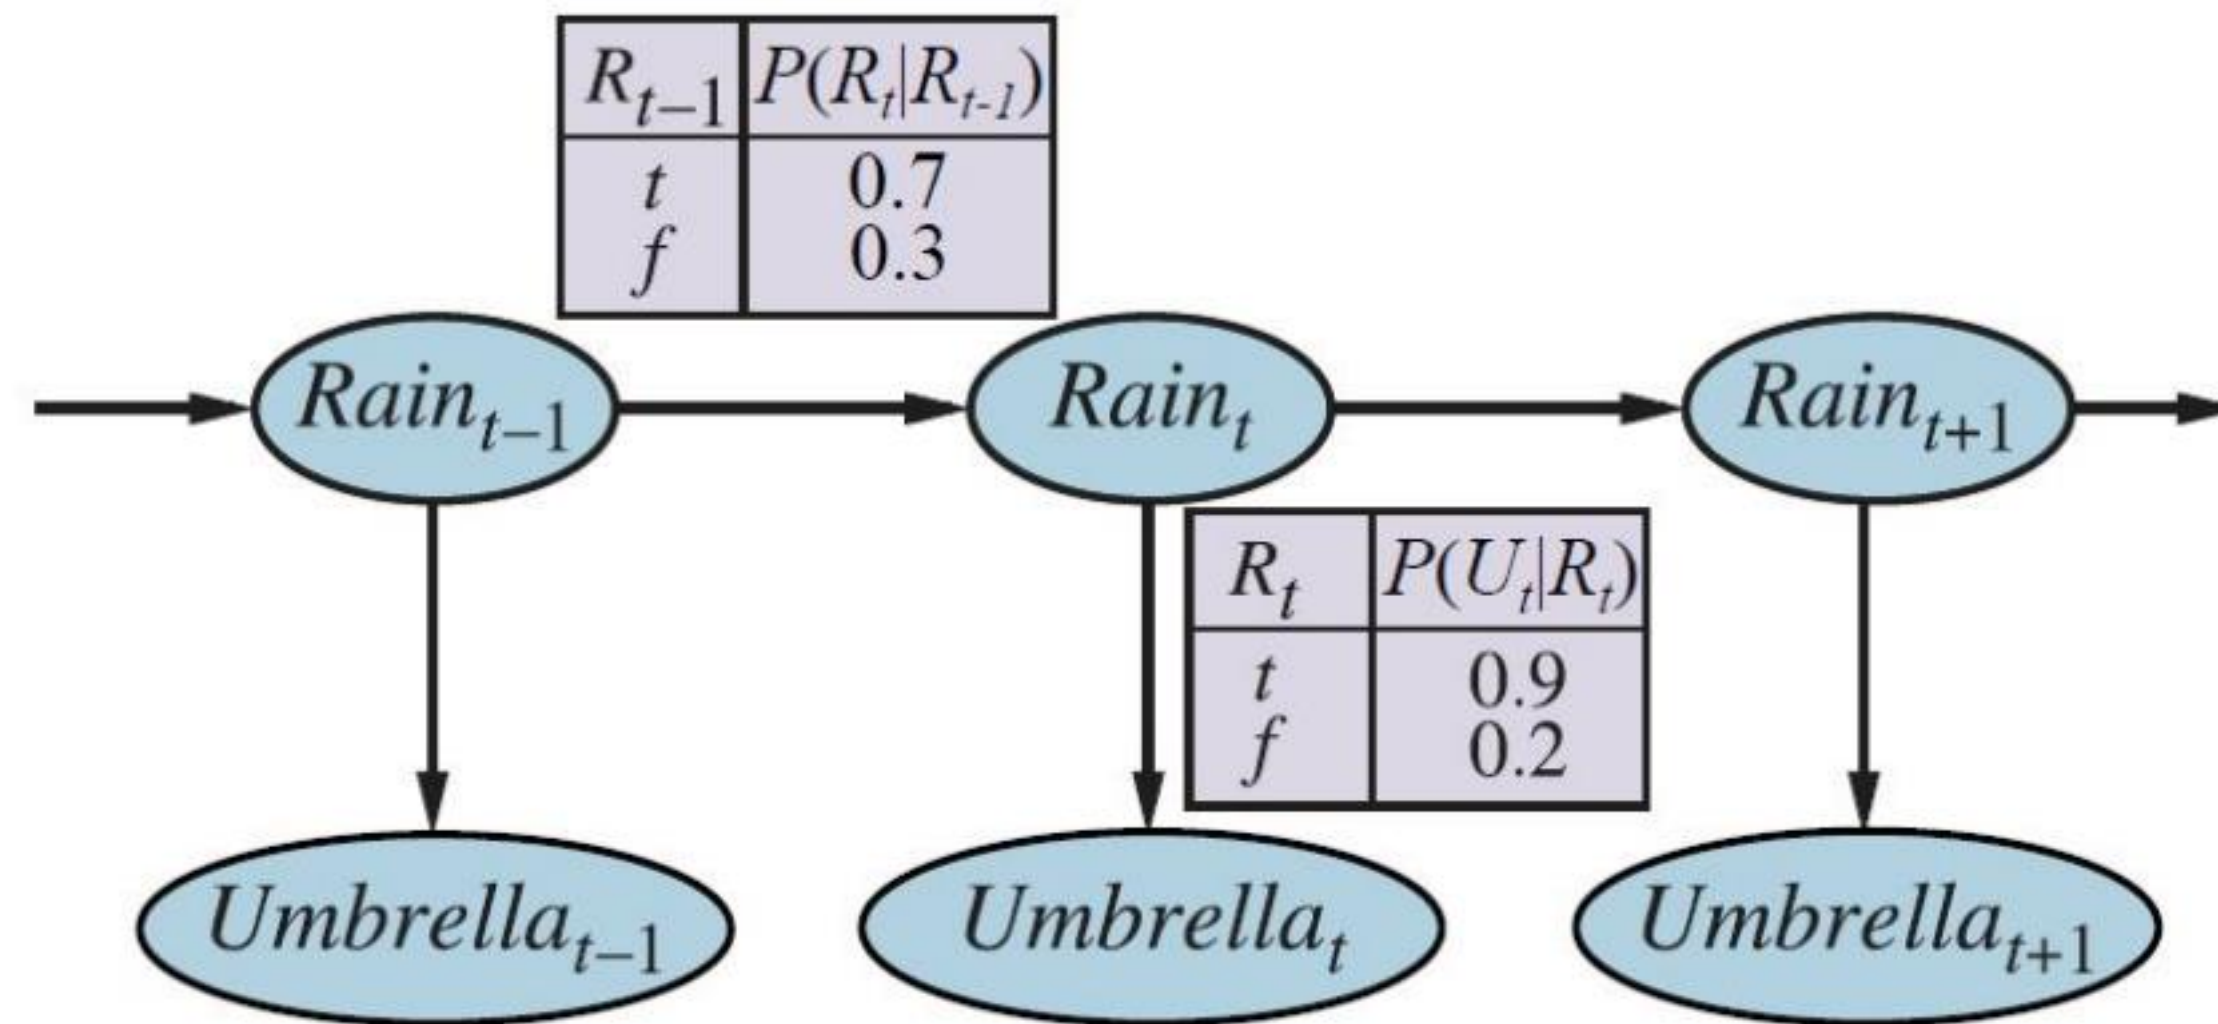 R_{t−1} P(R_t|R_{t-1})
t 0.7
f 0.3
Rain_{t−1} Rain_t Rain_{t+1}
R_t P(U_t|R_t)
t 0.9
f 0.2
Umbrella_{t−1} Umbrella_t Umbrella_{t+1}